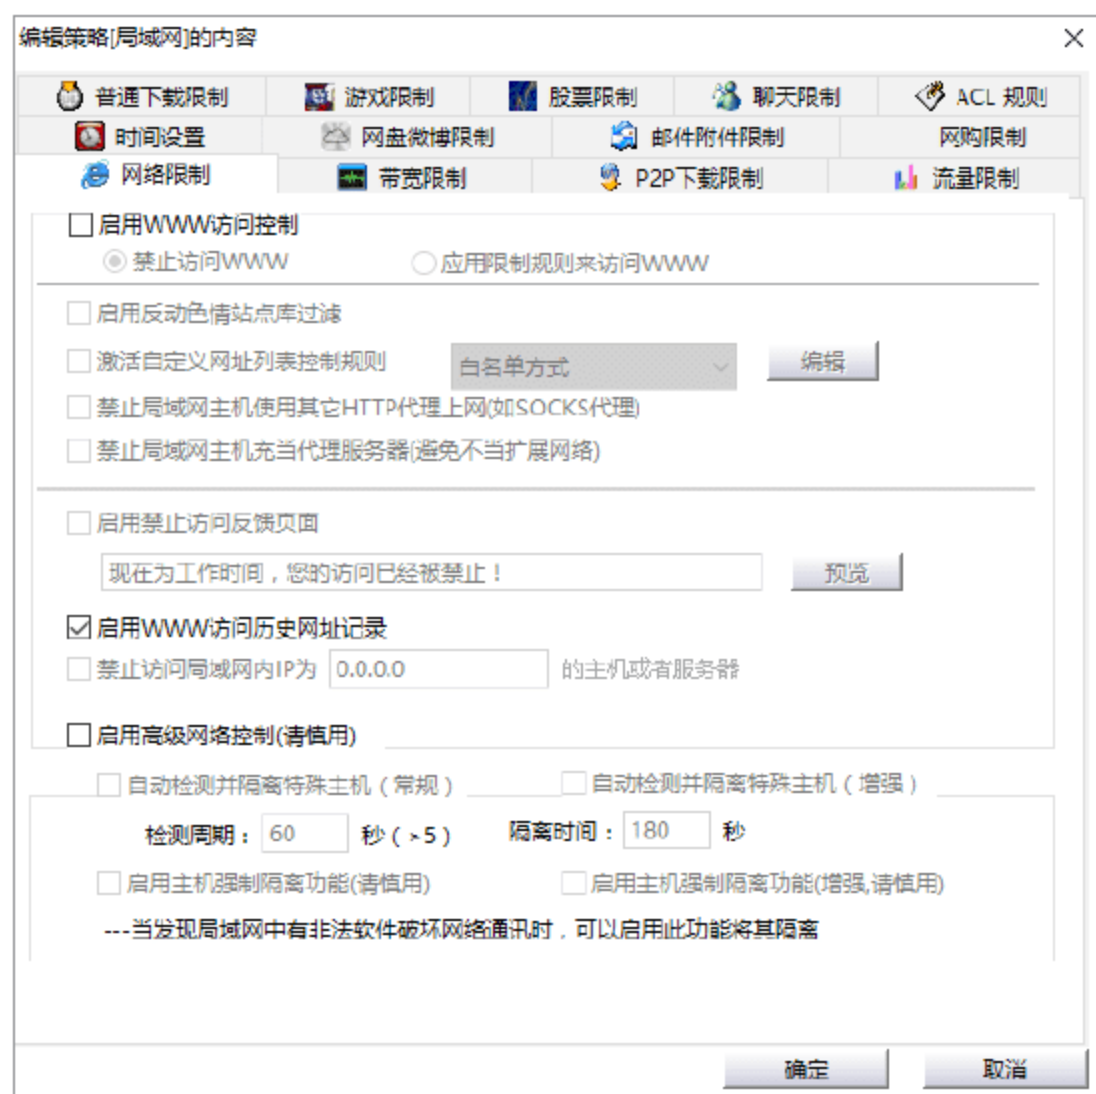 编辑策略[局域网]的内容
普通下载限制 游戏限制 股票限制 聊天限制 ACL 规则
时间设置 网盘微博限制 邮件附件限制 网购限制
网络限制 带宽限制 P2P下载限制 流量限制
启用WWW访问控制
禁止访问WWW 应用限制规则来访问WWW
启用反动色情站点库过滤
激活自定义网址列表控制规则 白名单方式 编辑
禁止局域网主机使用其它HTTP代理上网(如SOCKS代理)
禁止局域网主机充当代理服务器(避免不当扩展网络)
启用禁止访问反馈页面
现在为工作时间，您的访问已经被禁止！ 预览
启用WWW访问历史网址记录
禁止访问局域网内IP为 0.0.0.0 的主机或者服务器
启用高级网络控制(请慎用)
自动检测并隔离特殊主机（常规） 自动检测并隔离特殊主机（增强）
检测周期： 60 秒（>5） 隔离时间： 180 秒
启用主机强制隔离功能(请慎用) 启用主机强制隔离功能(增强,请慎用)
---当发现局域网中有非法软件破坏网络通讯时，可以启用此功能将其隔离
确定 取消